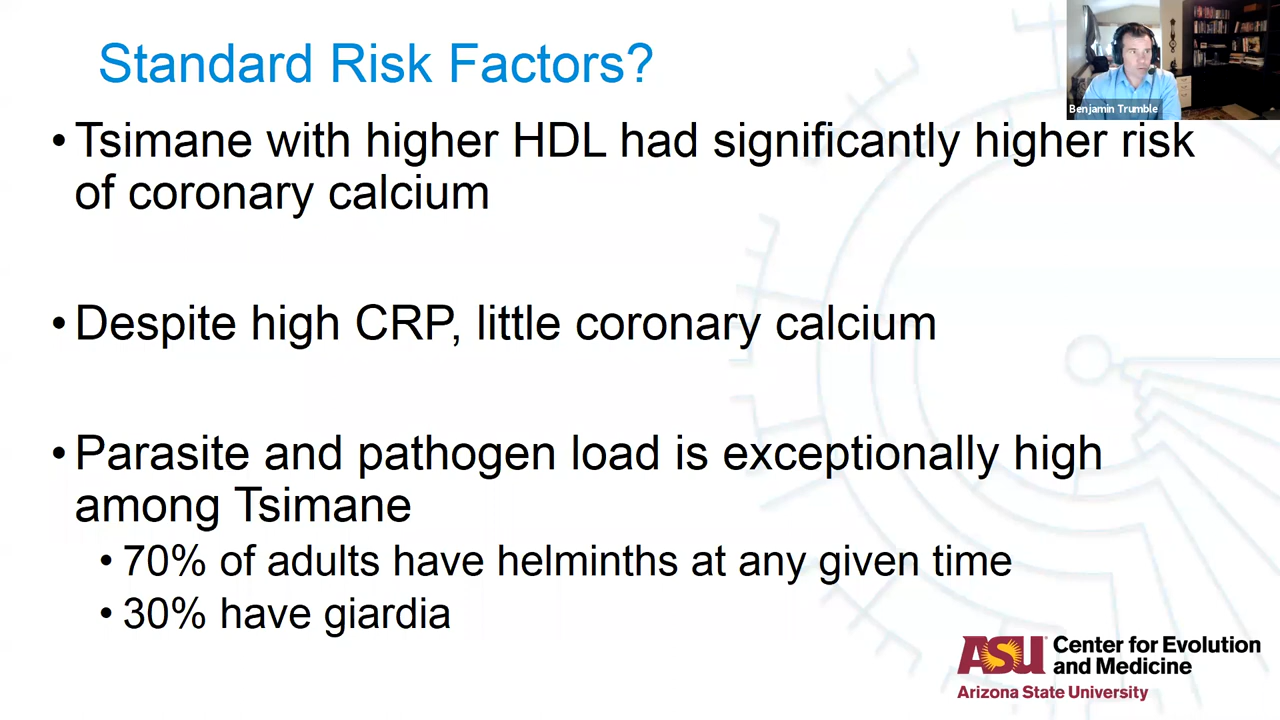 Standard Risk Factors?
Benjamin Trumble
• Tsimane with higher HDL had significantly higher risk
of coronary calcium
• Despite high CRP, little coronary calcium
• Parasite and pathogen load is exceptionally high
among Tsimane
• 70% of adults have helminths at any given time
• 30% have giardia
ASU Center for Evolution
and Medicine
Arizona State University